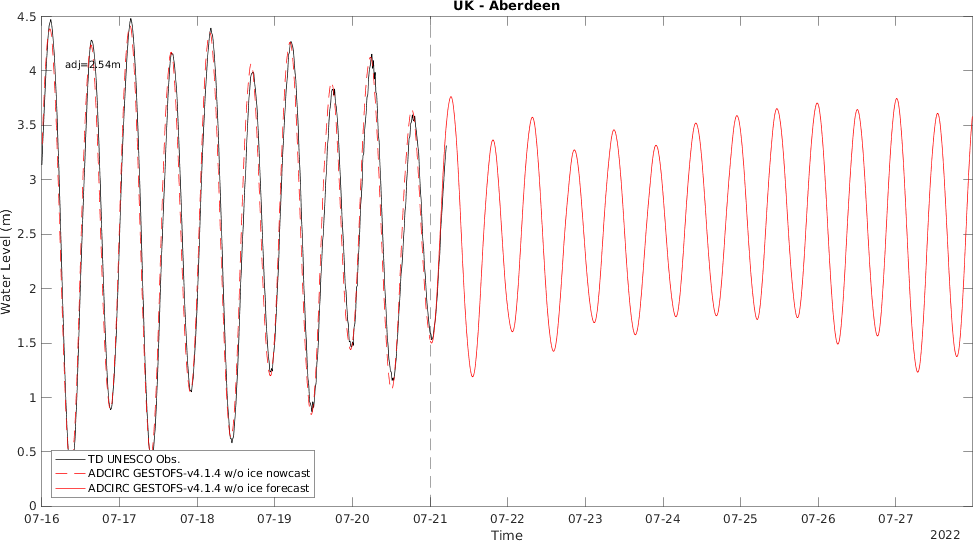 UK - Aberdeen
4.5
4
3.5
3
2.5
2
1.5
1
0.5
0
Water Level (m)
adj=2.54m
TD UNESCO Obs.
ADCIRC GESTOFS-v4.1.4 w/o ice nowcast
ADCIRC GESTOFS-v4.1.4 w/o ice forecast
07-16 07-17 07-18 07-19 07-20 07-21 07-22 07-23 07-24 07-25 07-26 07-27
Time
2022